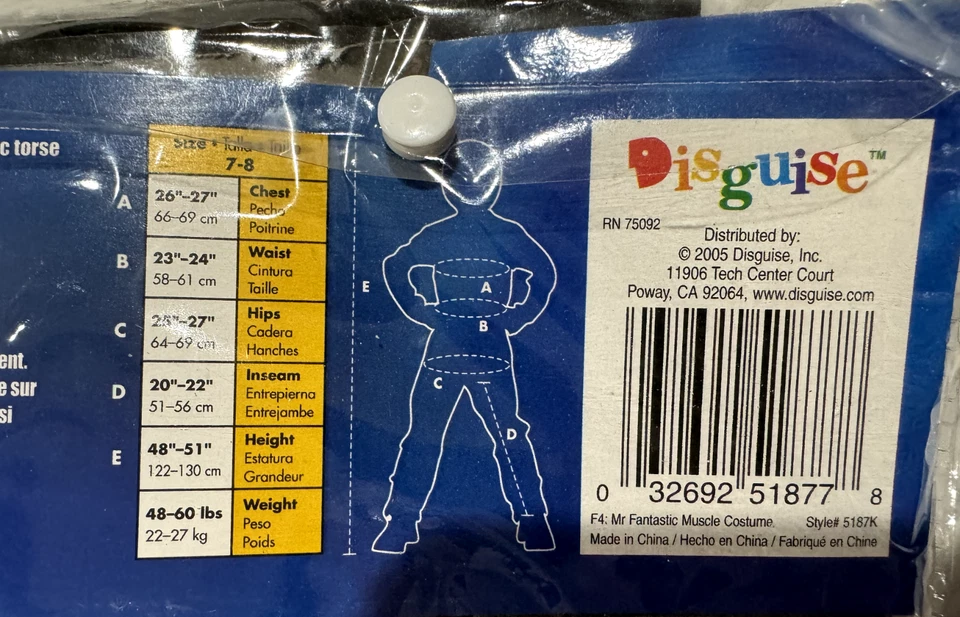 c torse
ent.
e sur
si
Size • Talla • Taille
7-8
A
26"–27"
66–69 cm
Chest
Pecho
Poitrine
B
23"–24"
58–61 cm
Waist
Cintura
Taille
C
64–69 cm
Hips
Cadera
Hanches
D
20"–22"
51–56 cm
Inseam
Entrepierna
Entrejambe
E
48"–51"
122–130 cm
Height
Estatura
Grandeur
48–60 lbs
22–27 kg
Weight
Peso
Poids
E
A
B
C
D
Disguise™
RN 75092
Distributed by:
© 2005 Disguise, Inc.
11906 Tech Center Court
Poway, CA 92064, www.disguise.com
0 32692 51877 8
F4: Mr Fantastic Muscle Costume. Style# 5187K
Made in China / Hecho en China / Fabriqué en Chine